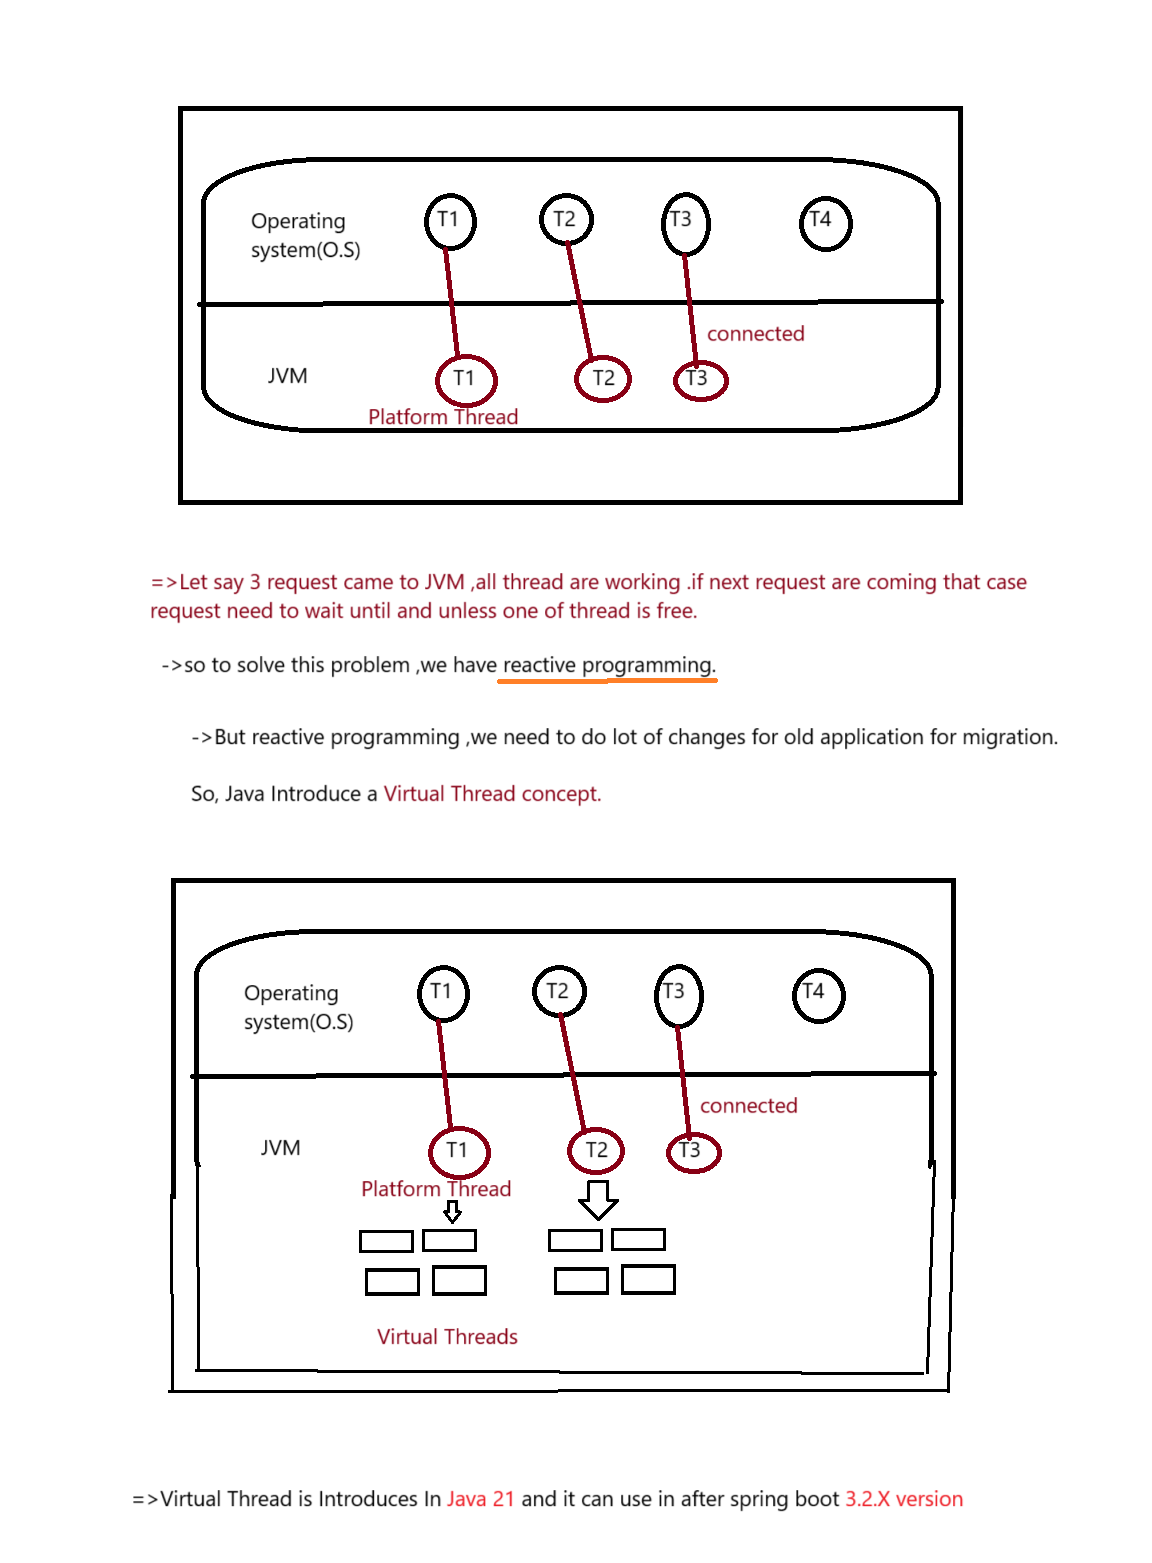 T1 T2 T3 T4
Operating
system(O.S)
connected
JVM T1 T2 T3
Platform Thread
=>Let say 3 request came to JVM ,all thread are working .if next request are coming that case
request need to wait until and unless one of thread is free.
->so to solve this problem ,we have reactive programming.
->But reactive programming ,we need to do lot of changes for old application for migration.
So, Java Introduce a Virtual Thread concept.
T1 T2 T3 T4
Operating
system(O.S)
connected
JVM T1 T2 T3
Platform Thread
Virtual Threads
=>Virtual Thread is Introduces In Java 21 and it can use in after spring boot 3.2.X version